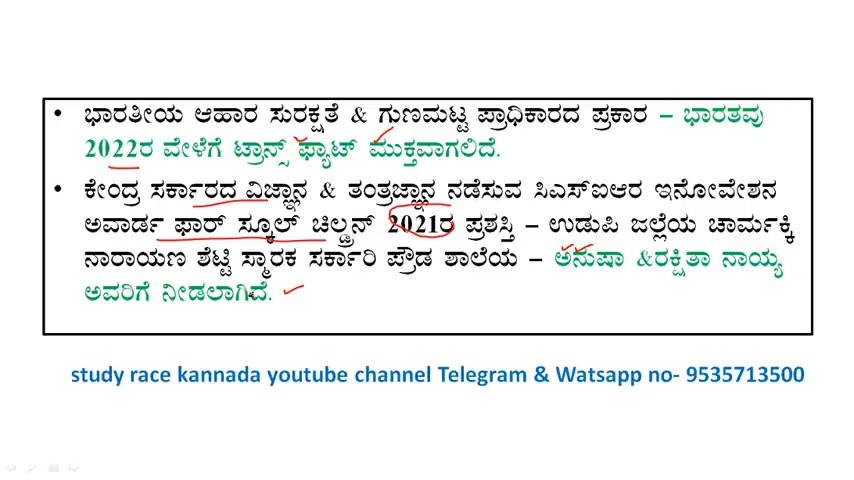 • ಭಾರತೀಯ ಆಹಾರ ಸುರಕ್ಷತೆ & ಗುಣಮಟ್ಟ ಪ್ರಾಧಿಕಾರದ ಪ್ರಕಾರ – ಭಾರತವು
2022ರ ವೇಳೆಗೆ ಟ್ರಾನ್ಸ್ ಫ್ಯಾಟ್ ಮುಕ್ತವಾಗಲಿದೆ.
• ಕೇಂದ್ರ ಸರ್ಕಾರದ ವಿಜ್ಞಾನ & ತಂತ್ರಜ್ಞಾನ ನಡೆಸುವ ಸಿಎಸ್ಐಆರ ಇನೋವೇಶನ
ಅವಾರ್ಡ ಫಾರ್ ಸ್ಕೂಲ್ ಚಿಲ್ಡ್ರನ್ 2021ರ ಪ್ರಶಸ್ತಿ – ಉಡುಪಿ ಜಿಲ್ಲೆಯ ಚಾರ್ಮಕ್ಕಿ
ನಾರಾಯಣ ಶೆಟ್ಟಿ ಸ್ಮಾರಕ ಸರ್ಕಾರಿ ಪ್ರೌಡ ಶಾಲೆಯ – ಅನುಷಾ &ರಕ್ಷಿತಾ ನಾಯ್ಯ
ಅವರಿಗೆ ನೀಡಲಾಗಿದೆ.
study race kannada youtube channel Telegram & Watsapp no- 9535713500